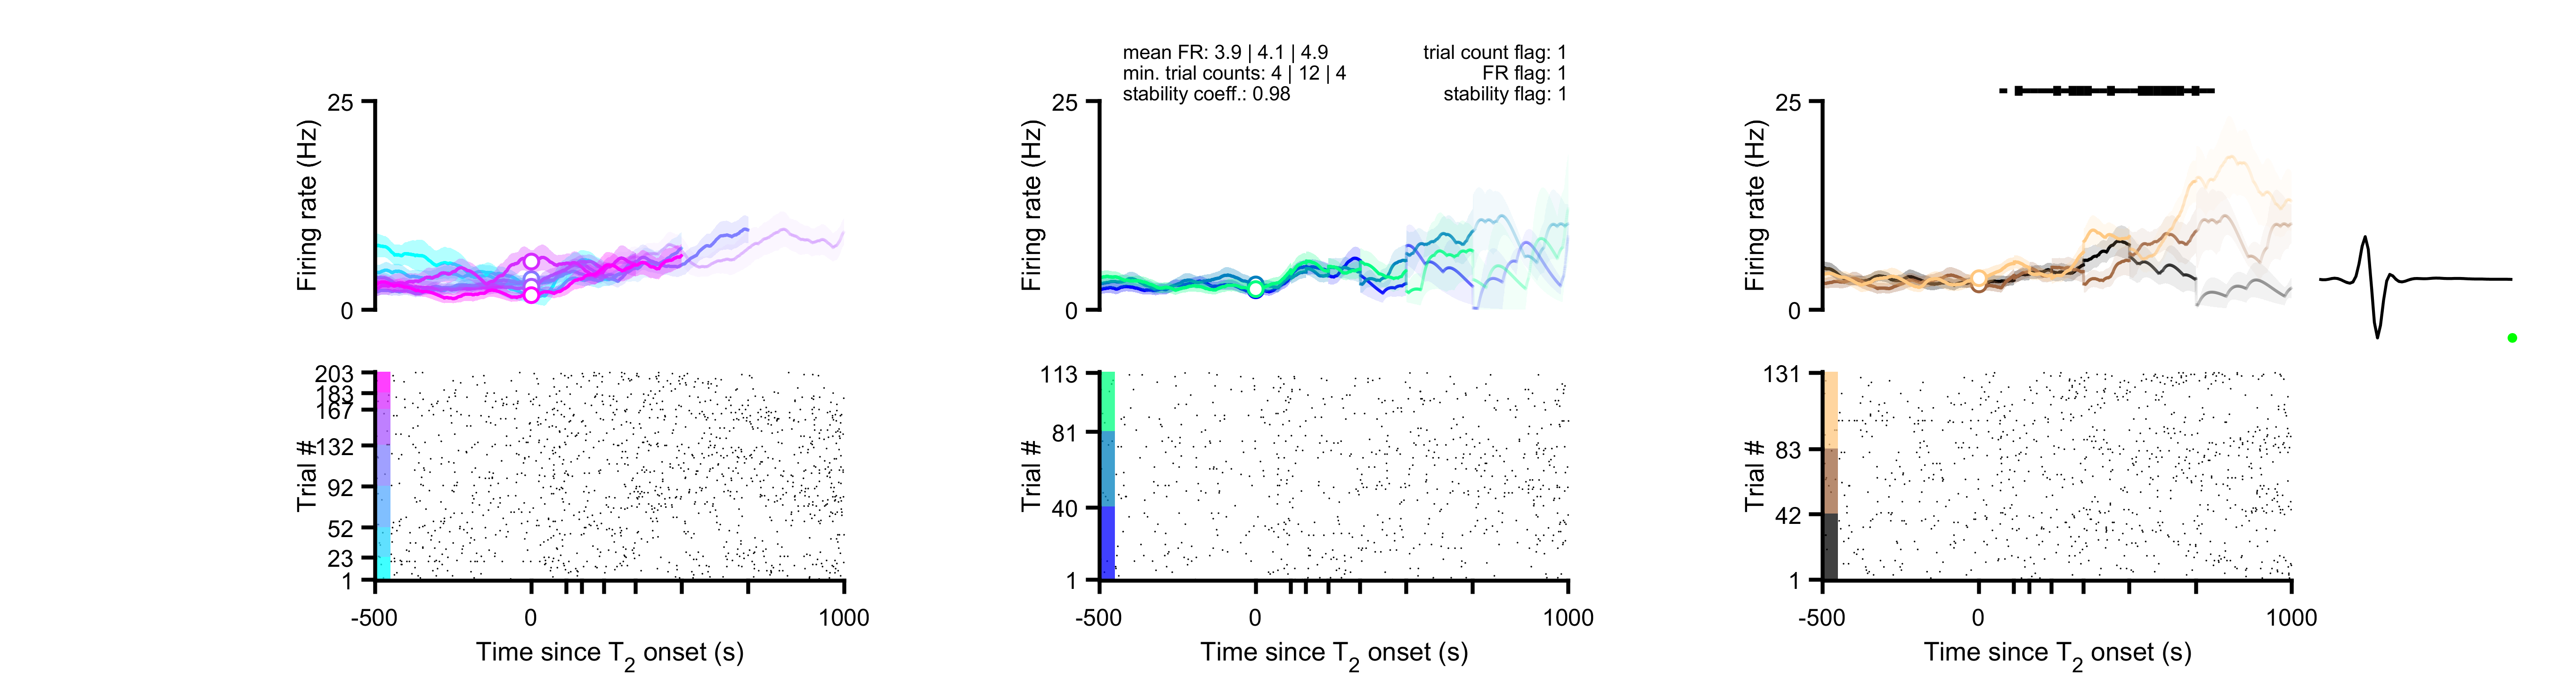 mean FR: 3.9 | 4.1 | 4.9
min. trial counts: 4 | 12 | 4
stability coeff.: 0.98
trial count flag: 1
FR flag: 1
stability flag: 1
25
Firing rate (Hz)
0
25
Firing rate (Hz)
0
25
Firing rate (Hz)
0
203
183
167
132
92
52
23
1
Trial #
-500
0
1000
Time since T2 onset (s)
113
81
40
1
Trial #
-500
0
1000
Time since T2 onset (s)
131
83
42
1
Trial #
-500
0
1000
Time since T2 onset (s)